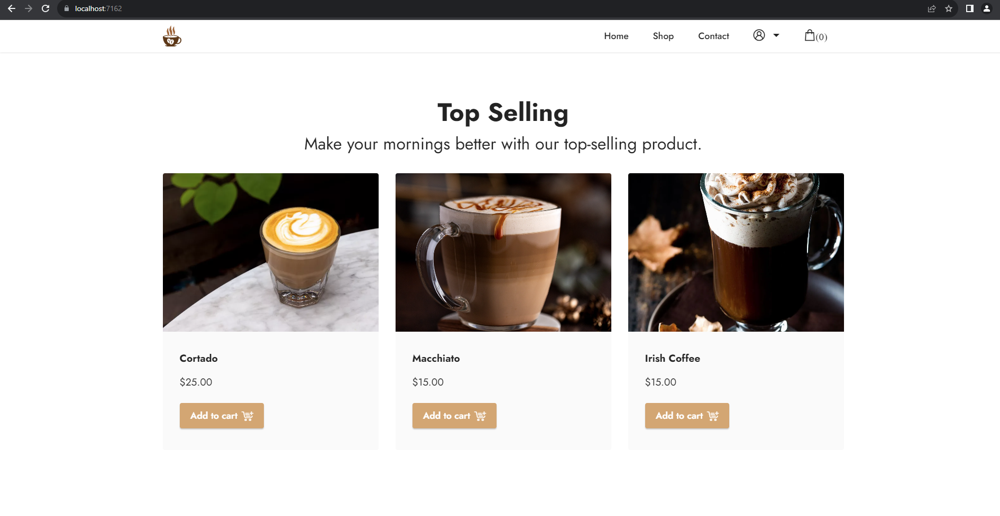 localhost:7162
Home Shop Contact (0)
Top Selling
Make your mornings better with our top-selling product.
Cortado Macchiato Irish Coffee
$25.00 $15.00 $15.00
Add to cart Add to cart Add to cart